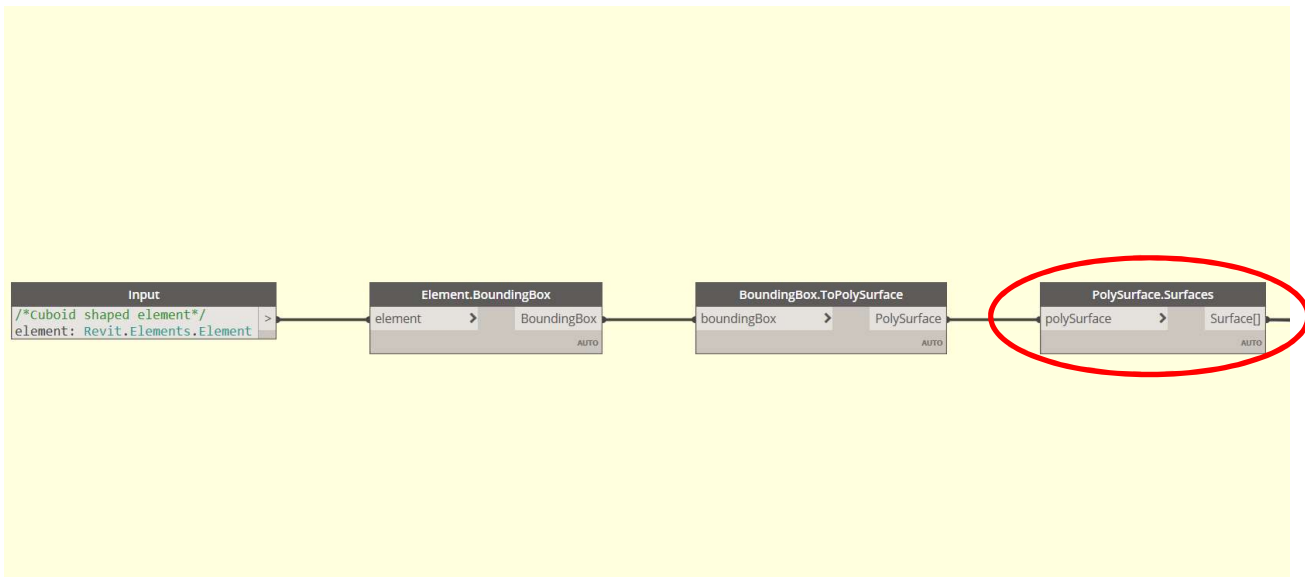 Input
/*Cuboid shaped element*/
element: Revit.Elements.Element
>
Element.BoundingBox
element > BoundingBox
AUTO
BoundingBox.ToPolySurface
boundingBox > PolySurface
AUTO
PolySurface.Surfaces
polySurface > Surface[]
AUTO